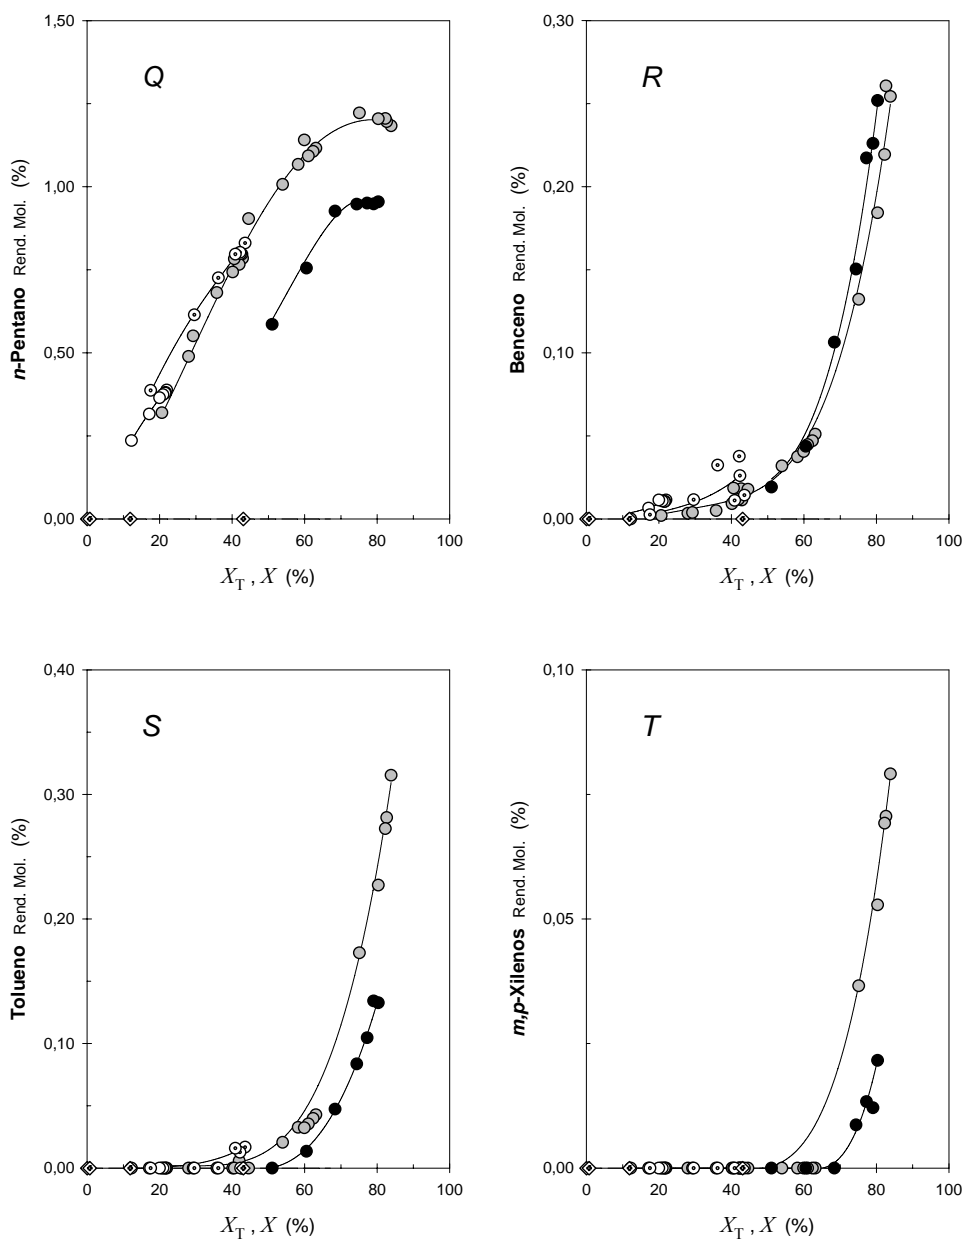 1,50
1,00
0,50
0,00
n-Pentano Rend. Mol. (%)
Q
0 20 40 60 80 100
X_T , X (%)
0,30
0,20
0,10
0,00
Benceno Rend. Mol. (%)
R
0 20 40 60 80 100
X_T , X (%)
0,40
0,30
0,20
0,10
0,00
Tolueno Rend. Mol. (%)
S
0 20 40 60 80 100
X_T , X (%)
0,10
0,05
0,00
m,p-Xilenos Rend. Mol. (%)
T
0 20 40 60 80 100
X_T , X (%)